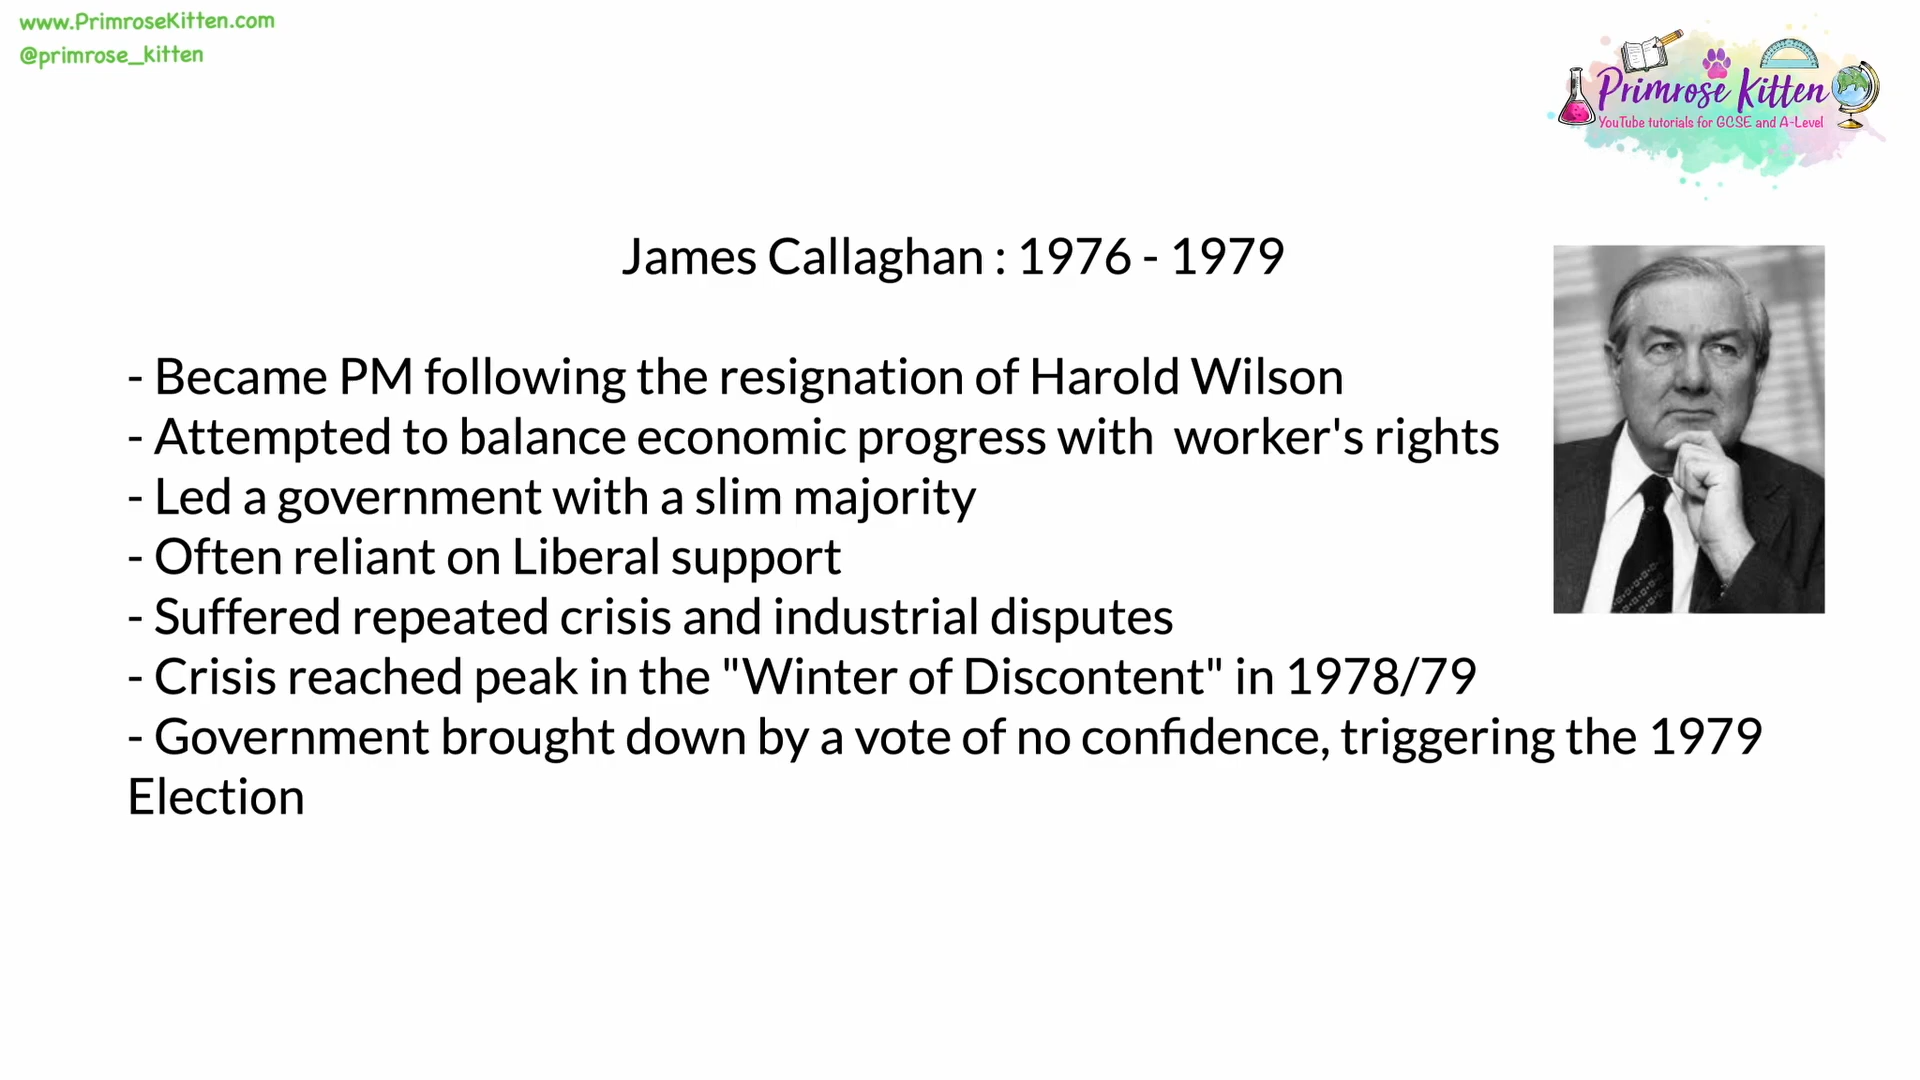 www.PrimroseKitten.com
@primrose_kitten
Primrose Kitten
YouTube tutorials for GCSE and A-Level
James Callaghan : 1976 - 1979
- Became PM following the resignation of Harold Wilson
- Attempted to balance economic progress with  worker's rights
- Led a government with a slim majority
- Often reliant on Liberal support
- Suffered repeated crisis and industrial disputes
- Crisis reached peak in the "Winter of Discontent" in 1978/79
- Government brought down by a vote of no confidence, triggering the 1979
Election